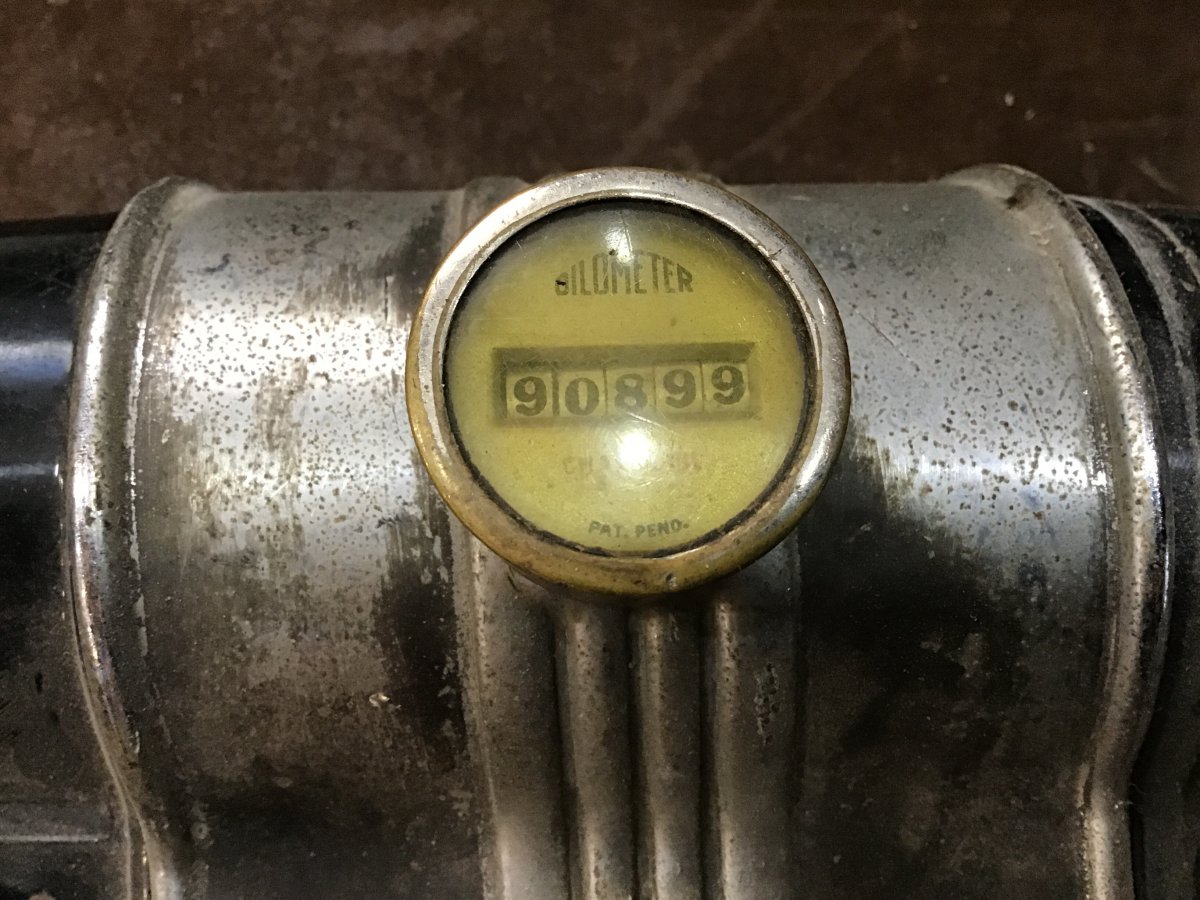 OILOMETER
90899
PAT. PEND.